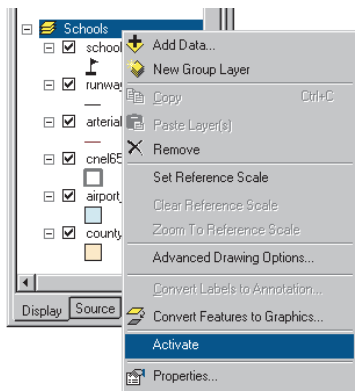 Schools
school
Add Data...
New Group Layer
runway
Copy Ctrl+C
arterial
Paste Layer(s)
Remove
cnel65
Set Reference Scale
airport_
Clear Reference Scale
county
Zoom To Reference Scale
Advanced Drawing Options...
Convert Labels to Annotation...
Display Source
Convert Features to Graphics...
Activate
Properties...